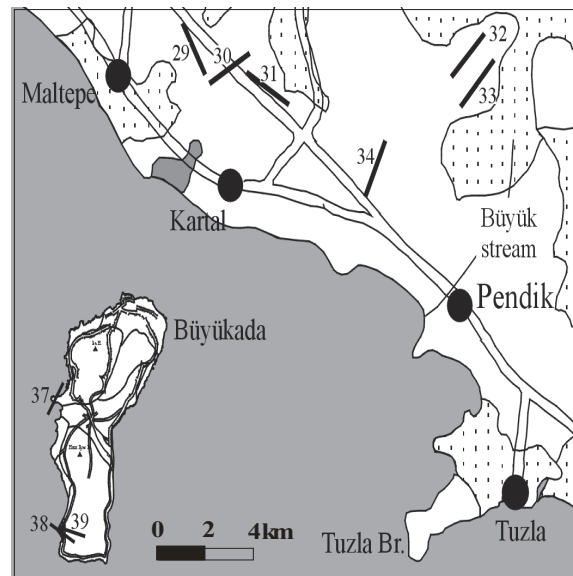 29
30
31
32
33
34
Maltepe
Kartal
Büyük
stream
Pendik
Büyükada
37
38
39
0 2 4km
Tuzla Br.
Tuzla